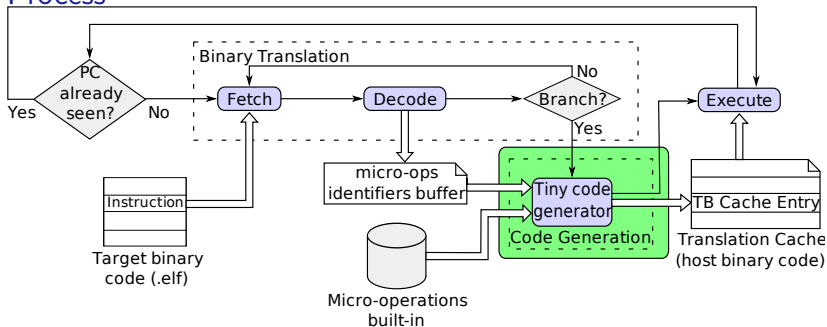 Process
Binary Translation
PC
already
seen?
Yes
No
Fetch
Decode
No
Branch?
Yes
Execute
micro-ops
identifiers buffer
Instruction
Target binary
code (.elf)
Tiny code
generator
Code Generation
TB Cache Entry
Translation Cache
(host binary code)
Micro-operations
built-in